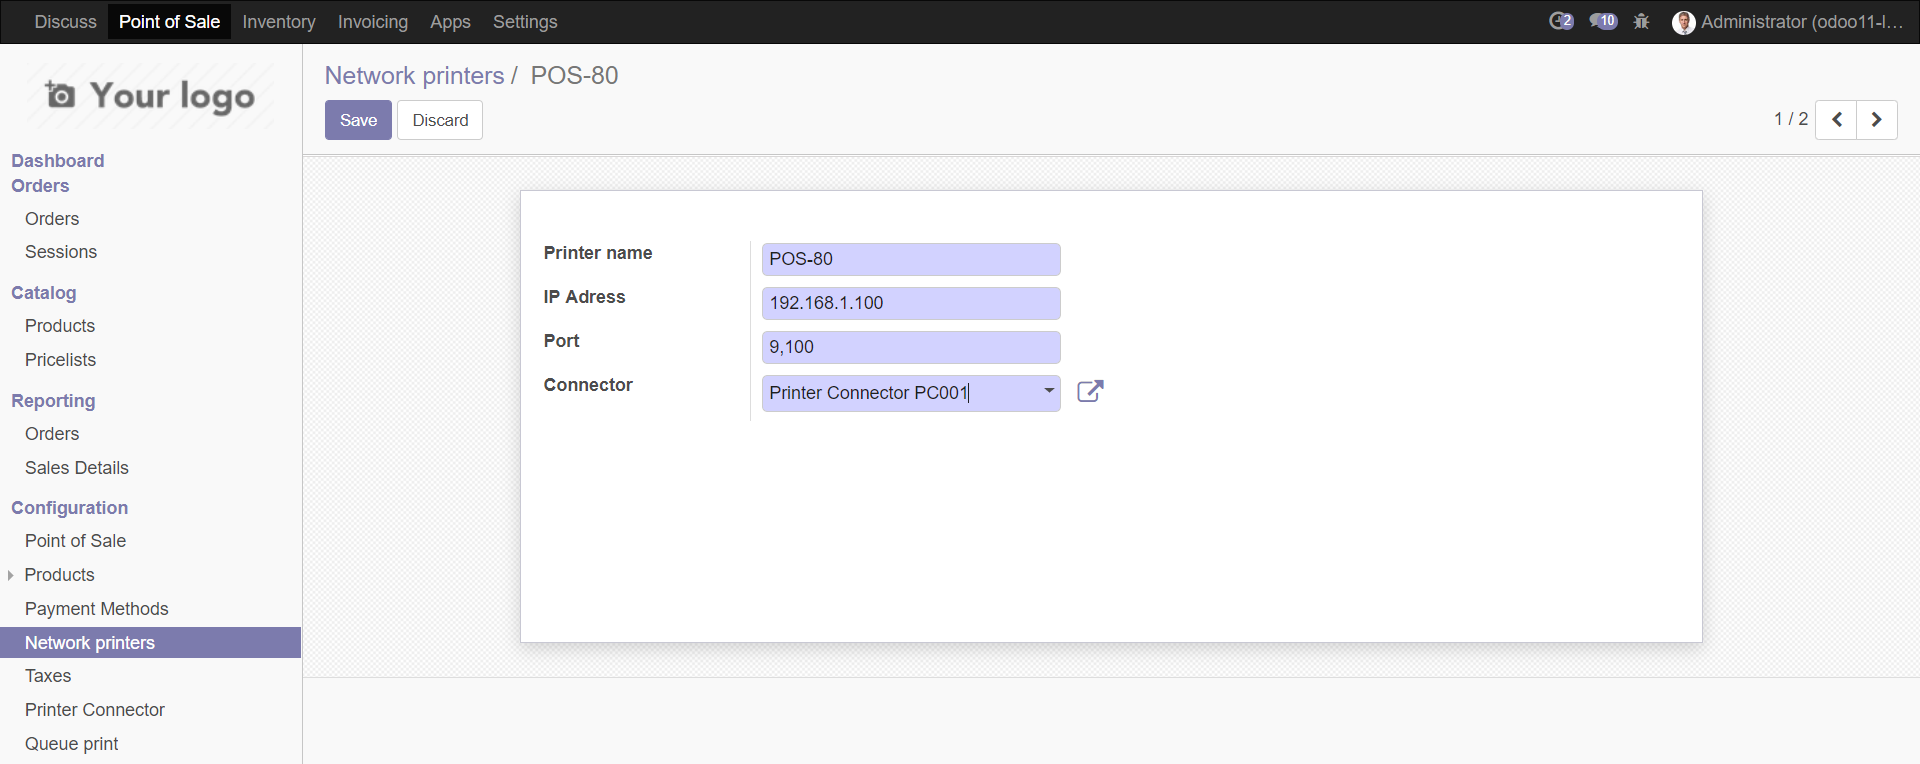 Discuss Point of Sale Inventory Invoicing Apps Settings 2 10 Administrator (odoo11-l...
Your logo
Dashboard
Orders
Orders
Sessions
Catalog
Products
Pricelists
Reporting
Orders
Sales Details
Configuration
Point of Sale
Products
Payment Methods
Network printers
Taxes
Printer Connector
Queue print
Network printers / POS-80
Save Discard
1 / 2
Printer name POS-80
IP Adress 192.168.1.100
Port 9,100
Connector Printer Connector PC001